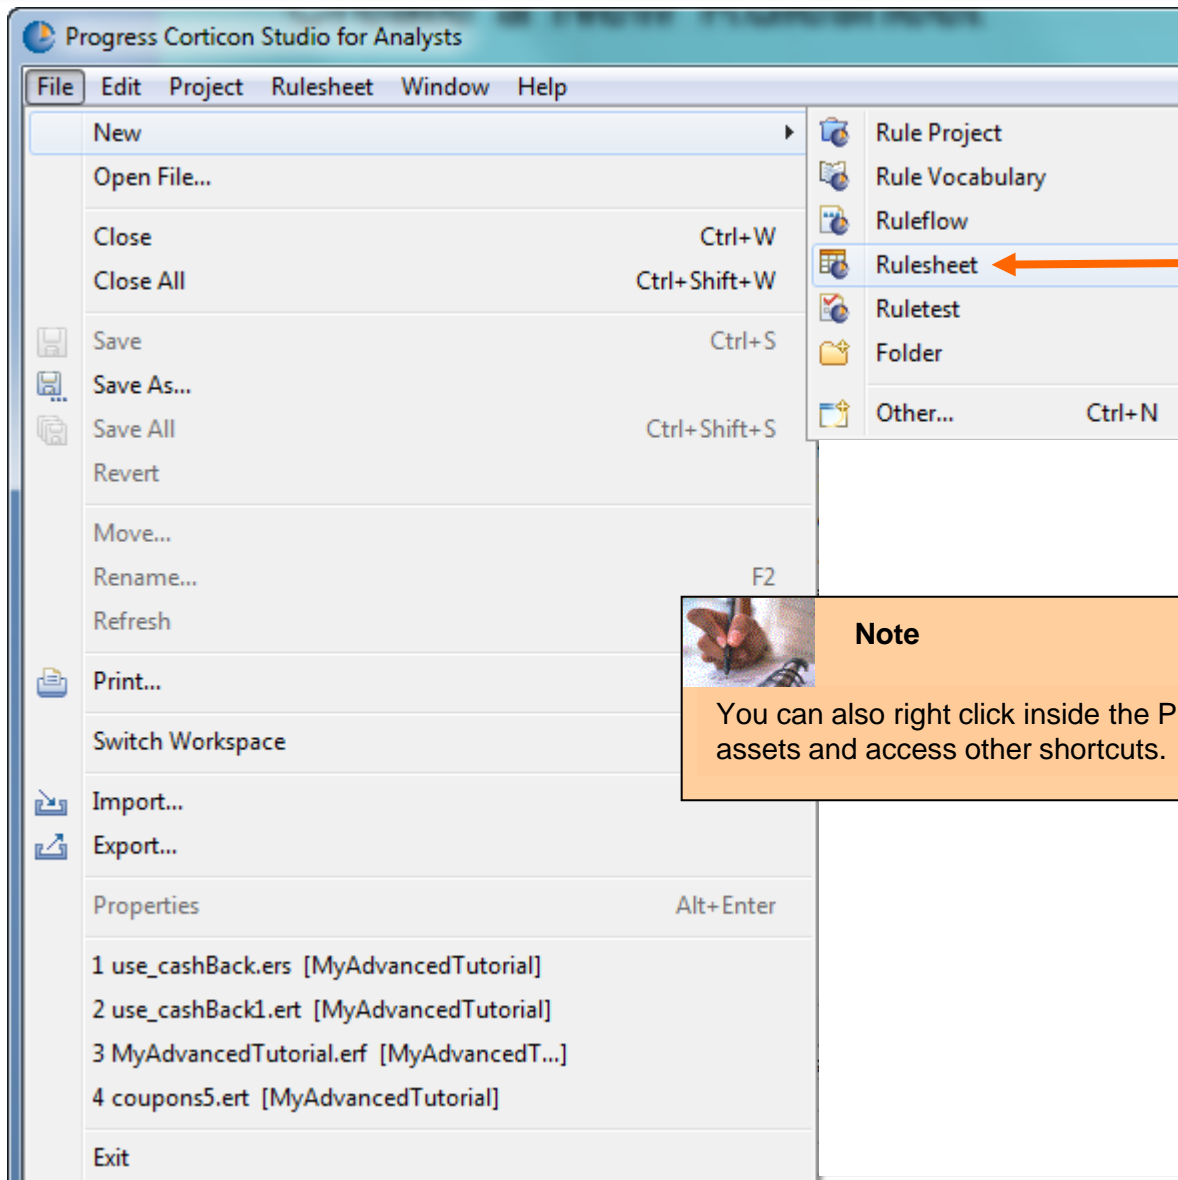 Progress Corticon Studio for Analysts
File Edit Project Rulesheet Window Help
New
Open File...
Close Ctrl+W
Close All Ctrl+Shift+W
Save Ctrl+S
Save As...
Save All Ctrl+Shift+S
Revert
Move...
Rename... F2
Refresh
Print...
Switch Workspace
Import...
Export...
Properties Alt+Enter
1 use_cashBack.ers [MyAdvancedTutorial]
2 use_cashBack1.ert [MyAdvancedTutorial]
3 MyAdvancedTutorial.erf [MyAdvancedT...]
4 coupons5.ert [MyAdvancedTutorial]
Exit
Rule Project
Rule Vocabulary
Ruleflow
Rulesheet
Ruletest
Folder
Other... Ctrl+N
Note
You can also right click inside the P
assets and access other shortcuts.